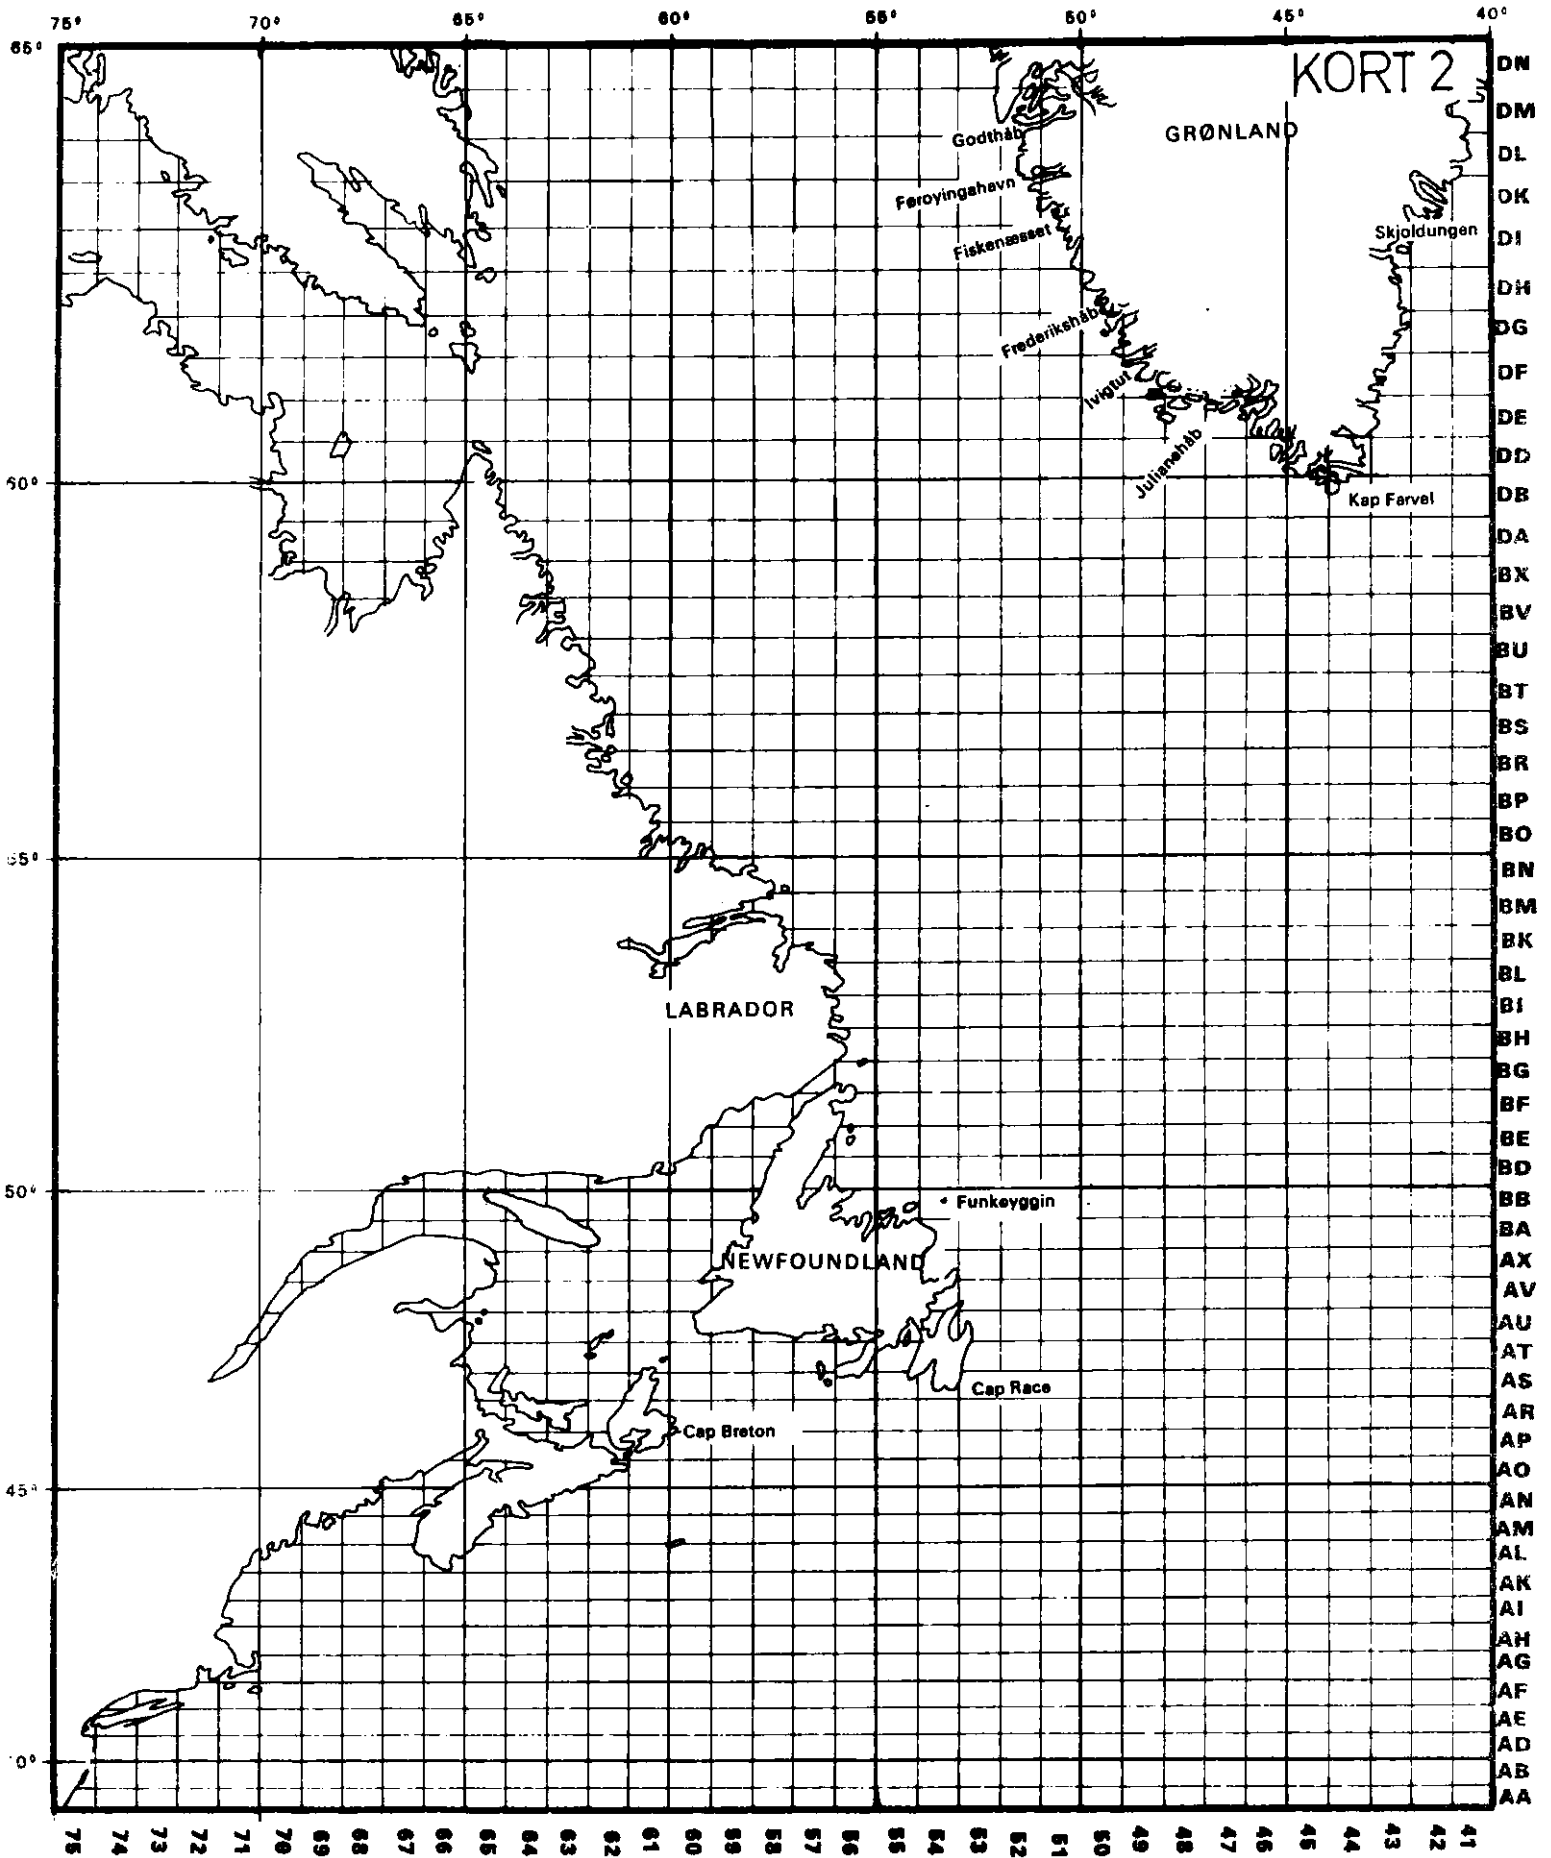 75° 70° 65° 60° 55° 50° 45° 40°
65°
KORT 2
DN
DM
GRØNLAND
Godthåb
DL
Føroyingahavn
DK
Skjoldungen
Fiskenæsset
DI
DH
Frederikshåb
DG
DF
Ivigtut
DE
Julianehåb
DD
60°
Kap Farvel
DB
DA
BX
BV
BU
BT
BS
BR
BP
BO
55°
BN
BM
BK
BL
LABRADOR
BI
BH
BG
BF
BE
BD
50°
Funkøyggin
BB
BA
NEWFOUNDLAND
AX
AV
AU
AT
Cap Race
AS
AR
Cap Breton
AP
AO
45°
AN
AM
AL
AK
AI
AH
AG
AF
AE
AD
0°
AB
AA
75 74 73 72 71 70 69 68 67 66 65 64 63 62 61 60 59 58 57 56 55 54 53 52 51 50 49 48 47 46 45 44 43 42 41